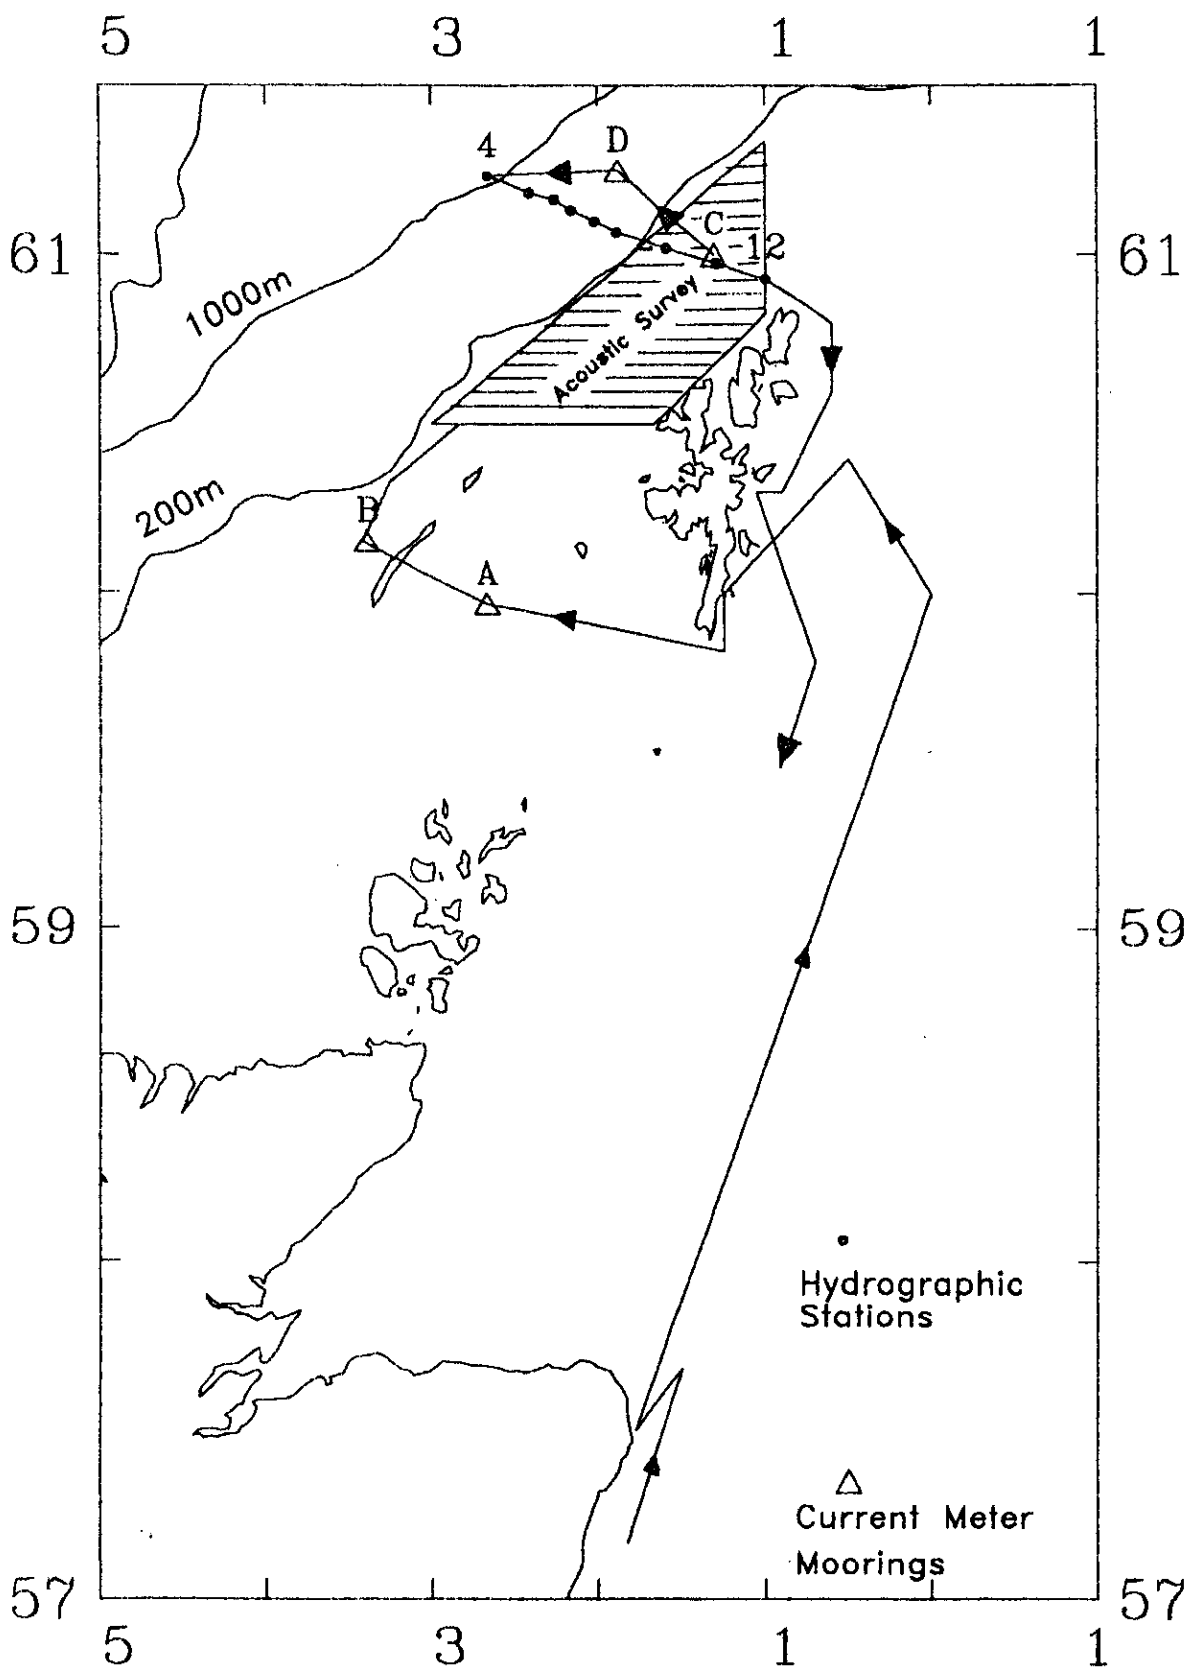 5 3 1 1
4 D
C
61 12 61
1000m
Acoustic Survey
200m
B
A
59 59
Hydrographic
Stations
Current Meter
Moorings
57 57
5 3 1 1